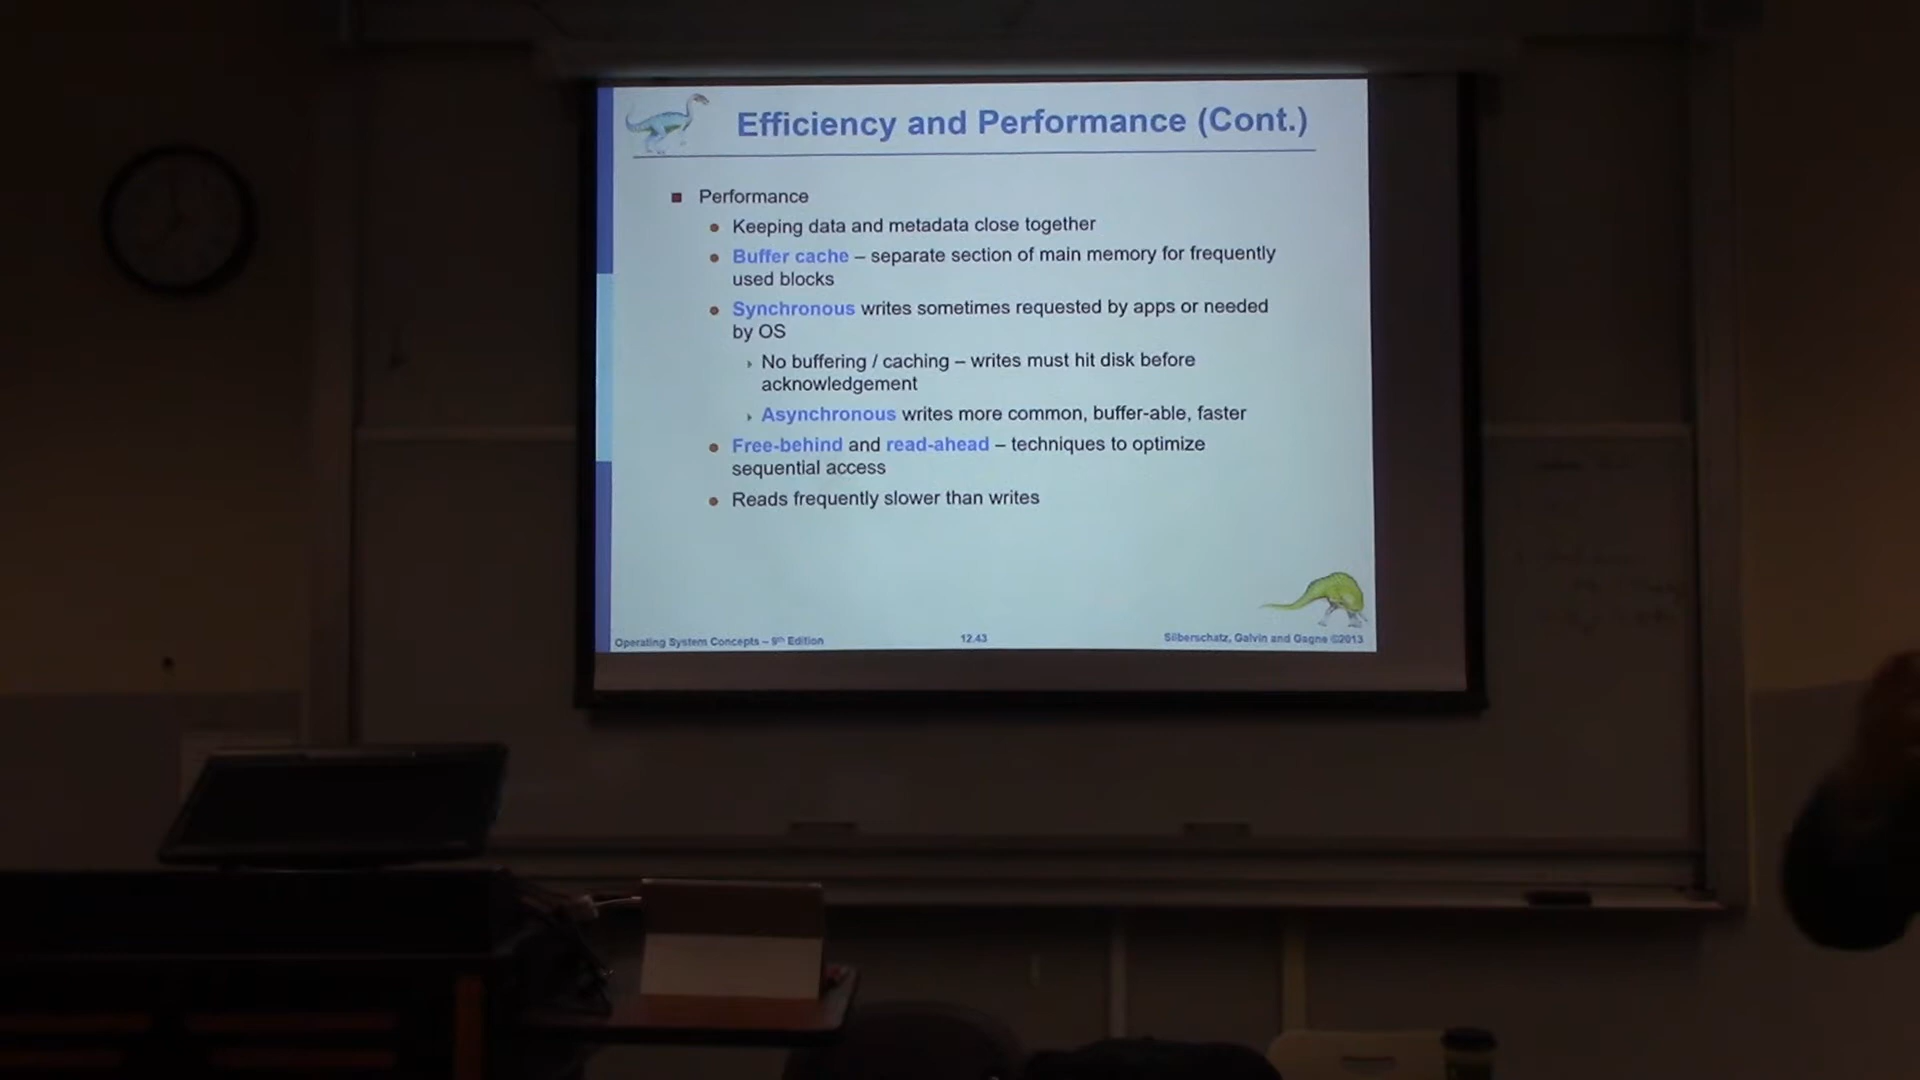 Efficiency and Performance (Cont.)
Performance
Keeping data and metadata close together
Buffer cache – separate section of main memory for frequently
used blocks
Synchronous writes sometimes requested by apps or needed
by OS
No buffering / caching – writes must hit disk before
acknowledgement
Asynchronous writes more common, buffer-able, faster
Free-behind and read-ahead – techniques to optimize
sequential access
Reads frequently slower than writes
Operating System Concepts – 9th Edition
12.43
Silberschatz, Galvin and Gagne ©2013